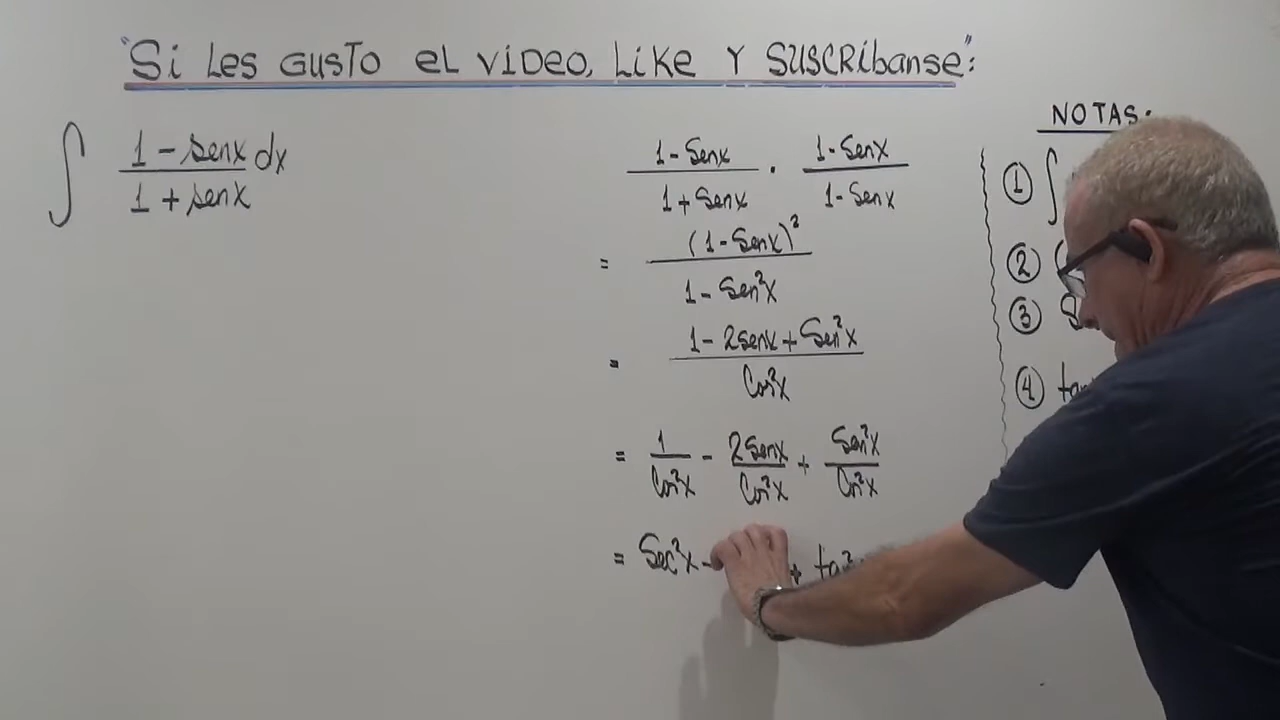 "Si Les GUSTO eL ViDeO, LiKe Y SUSCRíbanse":
∫ (1 - senx)/(1 + senx) dx
(1 - Senx)/(1 + Senx) · (1 - Senx)/(1 - Senx)
= (1 - Senx)²/(1 - Sen²x)
= (1 - 2Senx + Sen²x)/Cos²x
= 1/Cos²x - 2Senx/Cos²x + Sen²x/Cos²x
= Sec²x - + ta²
NOTAS:
① ∫
② (
③ S
④ ta